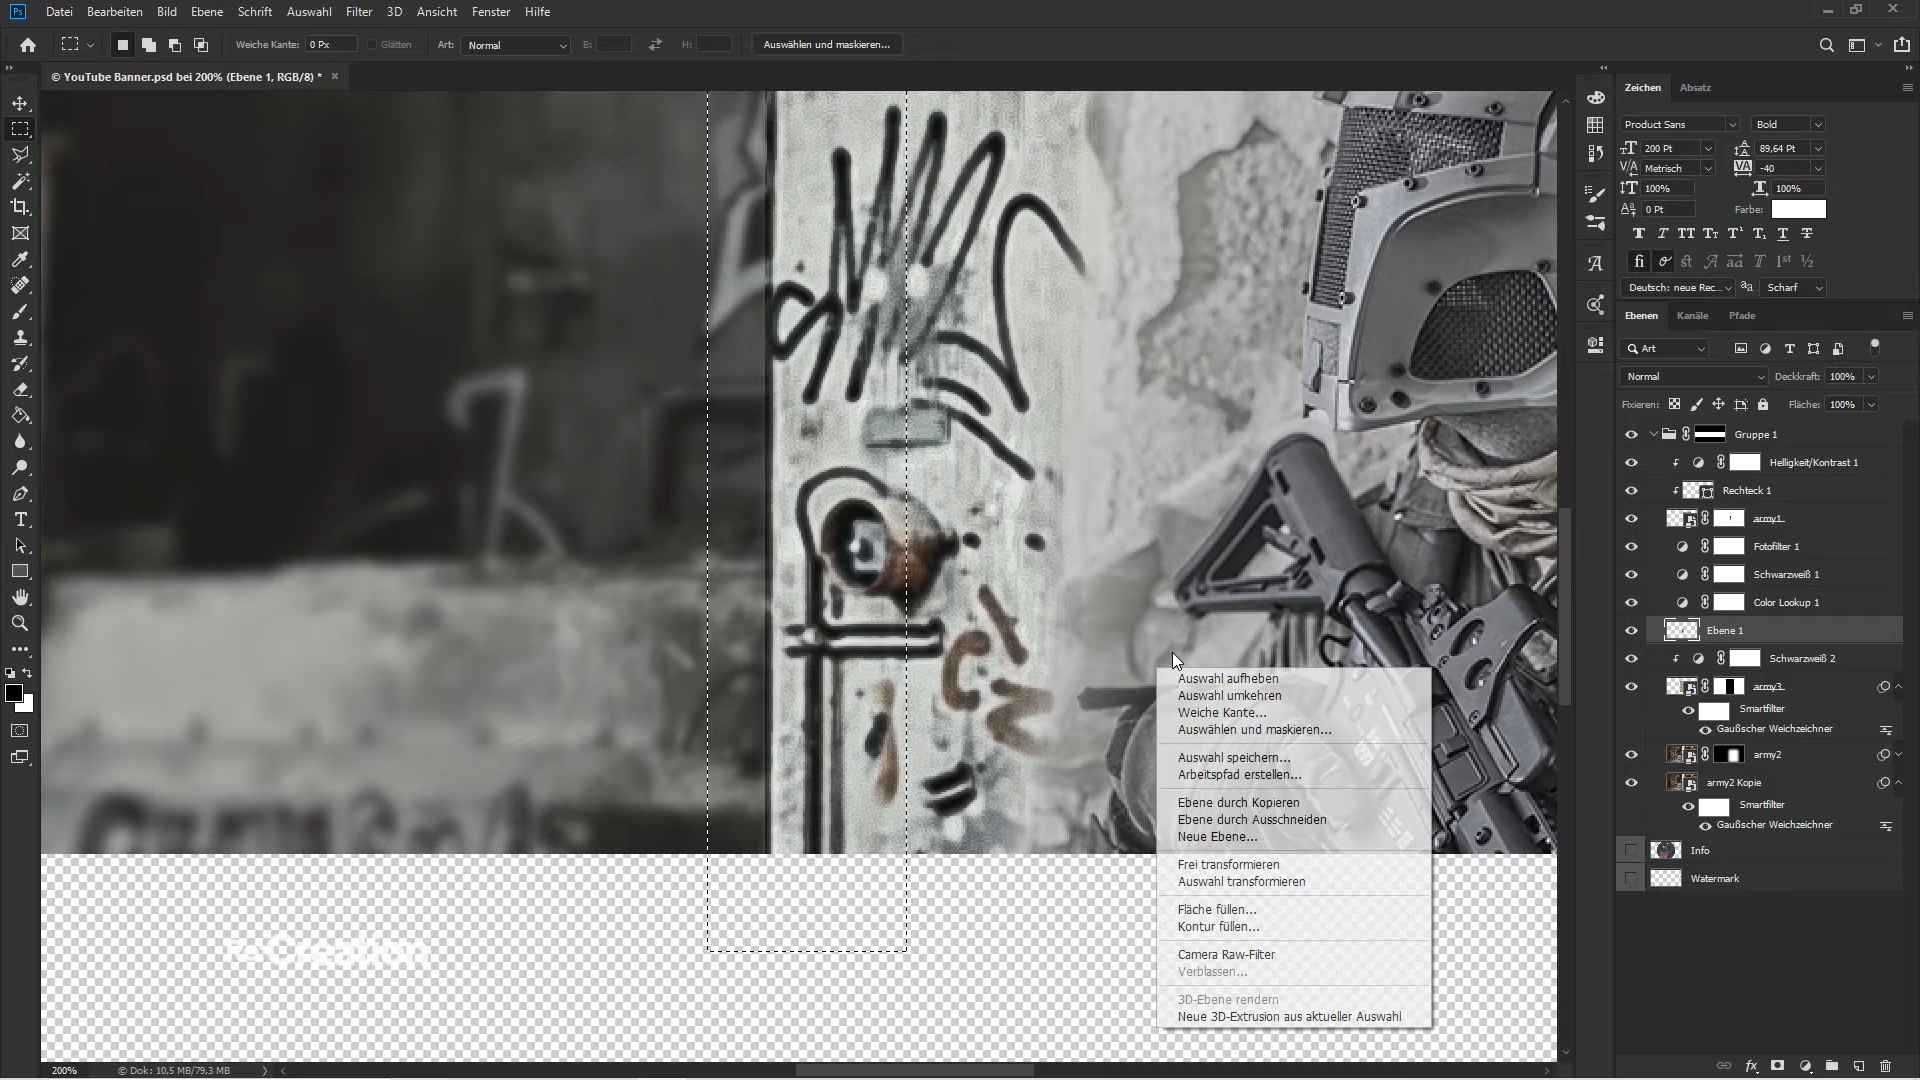 Ps Datei Bearbeiten Bild Ebene Schrift Auswahl Filter 3D Ansicht Fenster Hilfe
Weiche Kante: 0 Px Glätten Art: Normal B: H: Auswählen und maskieren...
© YouTube Banner.psd bei 200% (Ebene 1, RGB/8) * ×
Zeichen Absatz
Product Sans Bold
200 Pt 89,64 Pt
Metrisch -40
100% 100%
0 Pt Farbe:
Deutsch: neue Rec... aa Scharf
Ebenen Kanäle Pfade
Art
Normal Deckkraft: 100%
Fixieren: Fläche: 100%
Gruppe 1
Helligkeit/Kontrast 1
Rechteck 1
army1
Fotofilter 1
Schwarzweiß 1
Color Lookup 1
Ebene 1
Schwarzweiß 2
army3
Smartfilter
Gaußscher Weichzeichner
army2
army2 Kopie
Smartfilter
Gaußscher Weichzeichner
Info
Watermark
Auswahl aufheben
Auswahl umkehren
Weiche Kante...
Auswählen und maskieren...
Auswahl speichern...
Arbeitspfad erstellen...
Ebene durch Kopieren
Ebene durch Ausschneiden
Neue Ebene...
Frei transformieren
Auswahl transformieren
Fläche füllen...
Kontur füllen...
Camera Raw-Filter
Verblassen...
3D-Ebene rendern
Neue 3D-Extrusion aus aktueller Auswahl
ReCreation
200% © Dok: 10,5 MB/79,3 MB